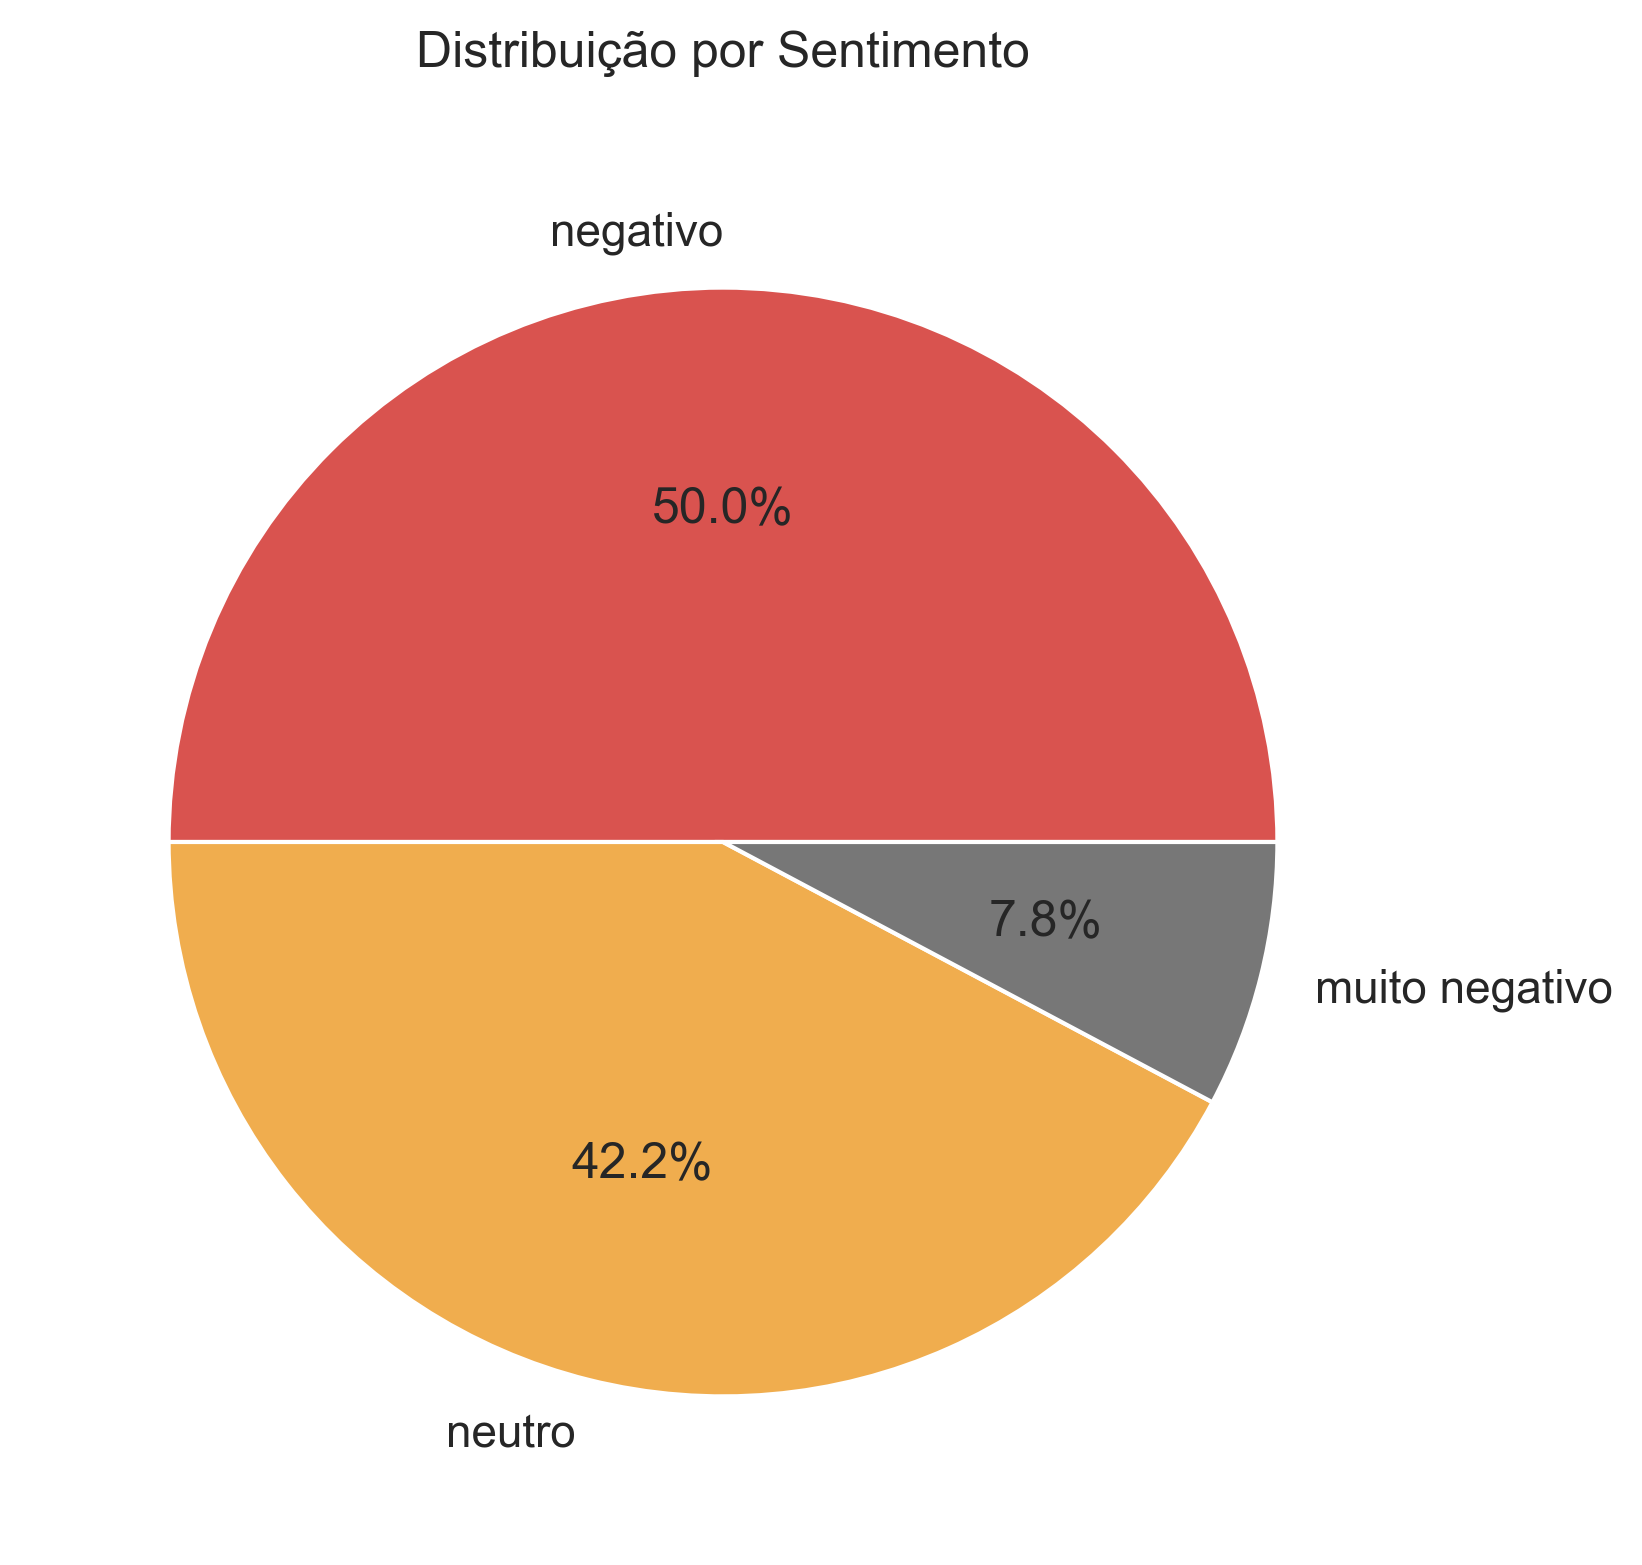 Distribuição por Sentimento
negativo
50.0%
7.8%
muito negativo
42.2%
neutro